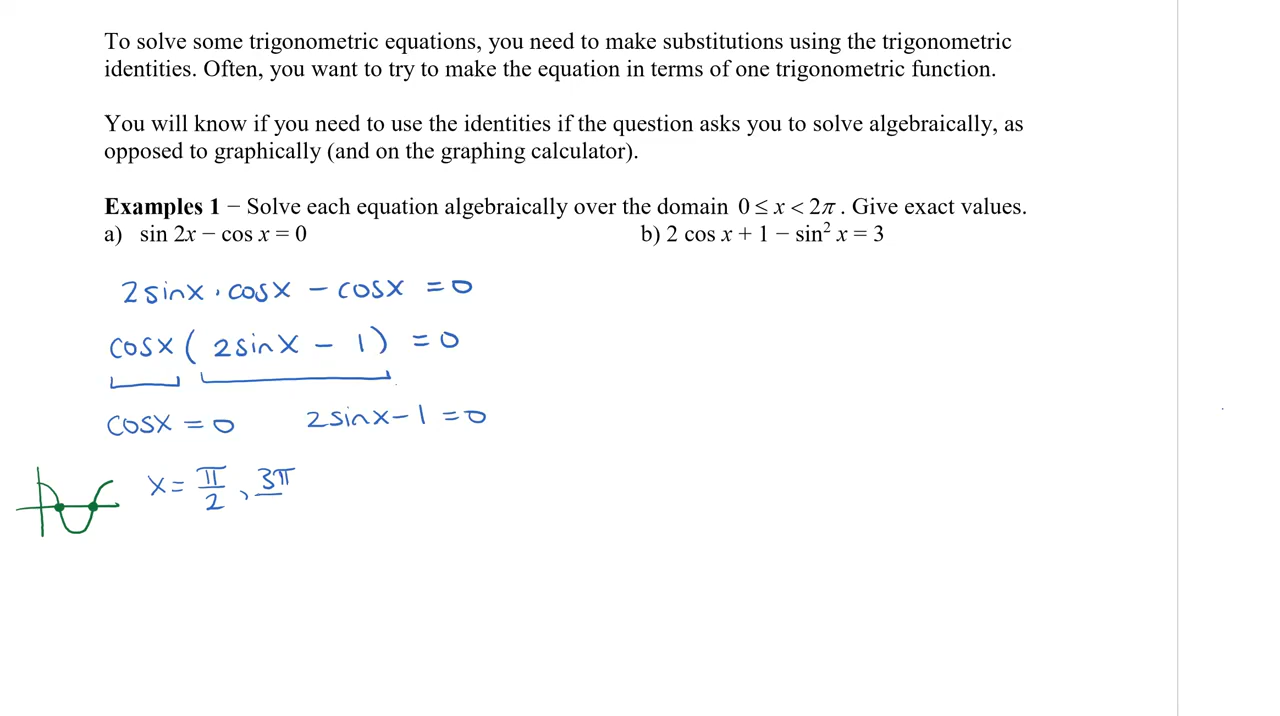 To solve some trigonometric equations, you need to make substitutions using the trigonometric
identities. Often, you want to try to make the equation in terms of one trigonometric function.
You will know if you need to use the identities if the question asks you to solve algebraically, as
opposed to graphically (and on the graphing calculator).
Examples 1 − Solve each equation algebraically over the domain 0 ≤ x < 2π . Give exact values.
a) sin 2x − cos x = 0
b) 2 cos x + 1 − sin² x = 3
2sinx · cosx − cosx = 0
cosx ( 2sinx − 1 ) = 0
cosx = 0
2sinx − 1 = 0
x = π/2 , 3π